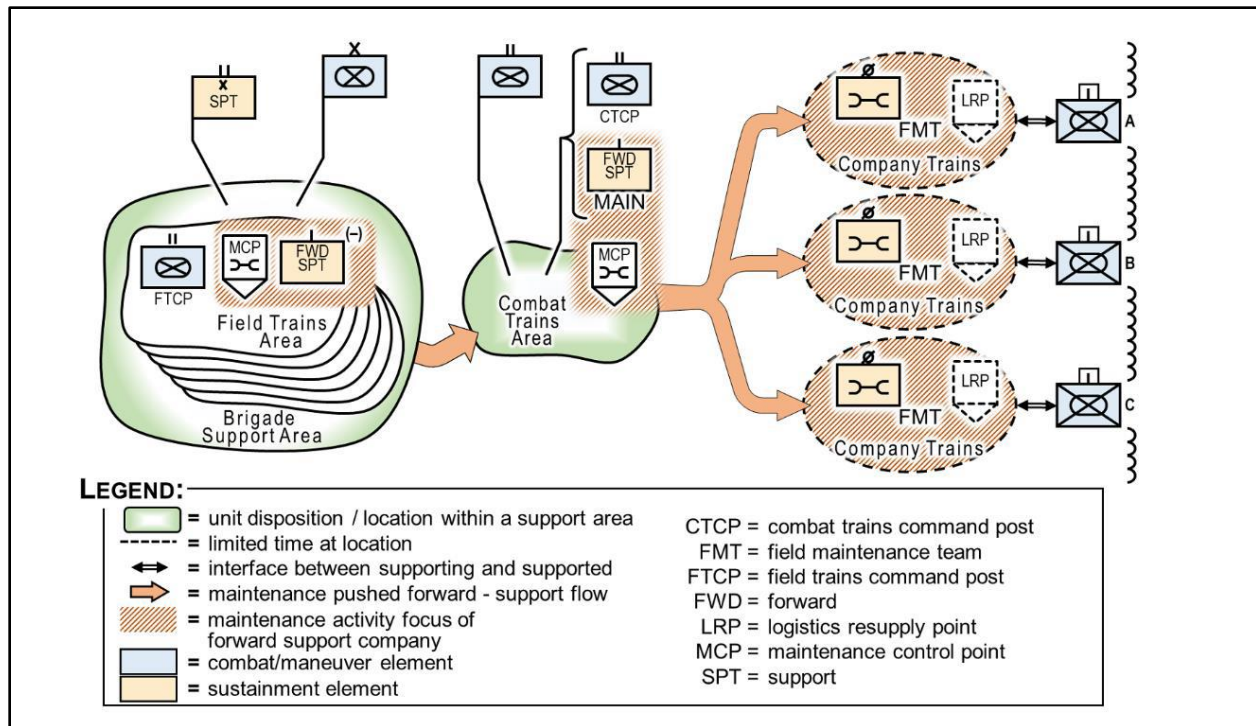 SPT
X
X
II
FTCP
MCP
FWD
SPT
(–)
Field Trains
Area
Brigade
Support Area
II
II
CTCP
FWD
SPT
MAIN
MCP
Combat
Trains
Area
LRP
FMT
Company Trains
A
LRP
FMT
Company Trains
B
LRP
FMT
Company Trains
C
LEGEND:
= unit disposition / location within a support area
= limited time at location
= interface between supporting and supported
= maintenance pushed forward - support flow
= maintenance activity focus of
forward support company
= combat/maneuver element
= sustainment element
CTCP = combat trains command post
FMT = field maintenance team
FTCP = field trains command post
FWD = forward
LRP = logistics resupply point
MCP = maintenance control point
SPT = support